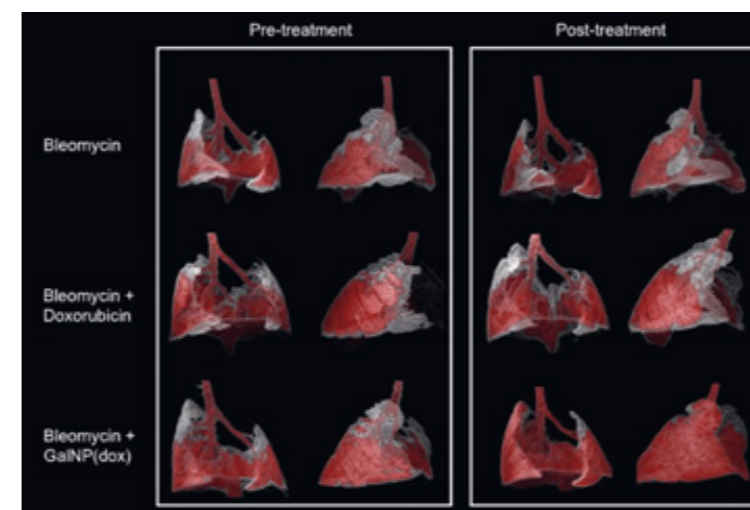 Pre-treatment
Post-treatment
Bleomycin
Bleomycin +
Doxorubicin
Bleomycin +
GalNP(dox)